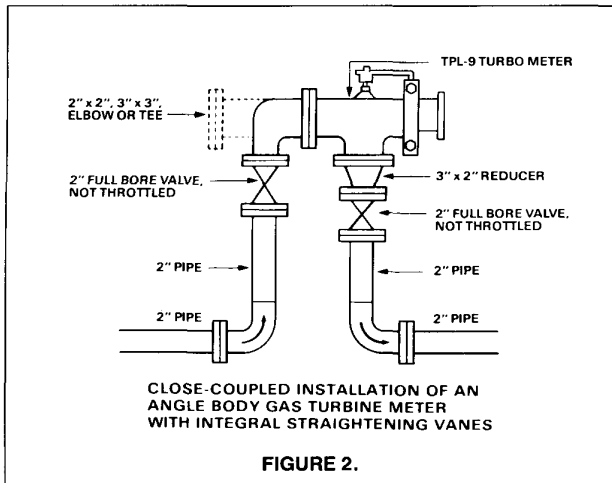 TPL-9 TURBO METER
2" x 2", 3" x 3",
ELBOW OR TEE
2" FULL BORE VALVE,
NOT THROTTLED
3" x 2" REDUCER
2" FULL BORE VALVE,
NOT THROTTLED
2" PIPE
2" PIPE
2" PIPE
2" PIPE
CLOSE-COUPLED INSTALLATION OF AN
ANGLE BODY GAS TURBINE METER
WITH INTEGRAL STRAIGHTENING VANES
FIGURE 2.